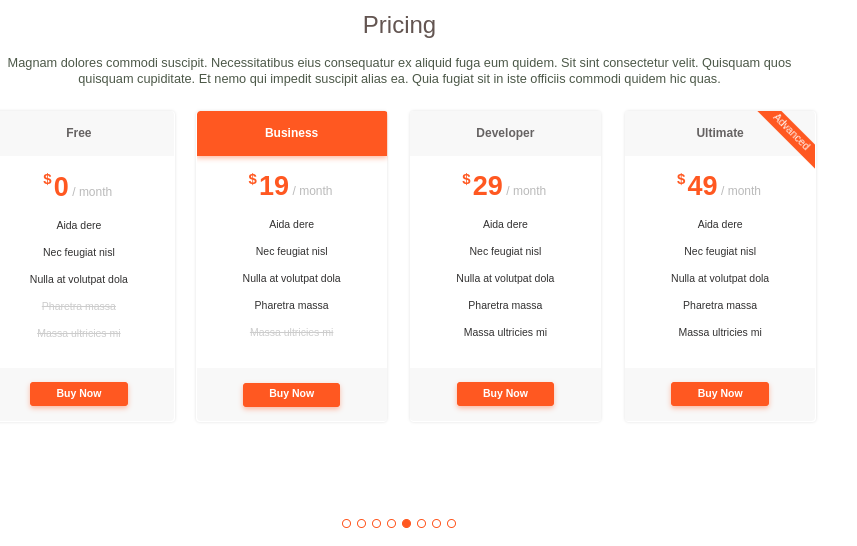 Pricing
Magnam dolores commodi suscipit. Necessitatibus eius consequatur ex aliquid fuga eum quidem. Sit sint consectetur velit. Quisquam quos
quisquam cupiditate. Et nemo qui impedit suscipit alias ea. Quia fugiat sit in iste officiis commodi quidem hic quas.
Free
$0 / month
Aida dere
Nec feugiat nisl
Nulla at volutpat dola
Pharetra massa
Massa ultricies mi
Buy Now
Business
$19 / month
Aida dere
Nec feugiat nisl
Nulla at volutpat dola
Pharetra massa
Massa ultricies mi
Buy Now
Developer
$29 / month
Aida dere
Nec feugiat nisl
Nulla at volutpat dola
Pharetra massa
Massa ultricies mi
Buy Now
Ultimate
Advanced
$49 / month
Aida dere
Nec feugiat nisl
Nulla at volutpat dola
Pharetra massa
Massa ultricies mi
Buy Now